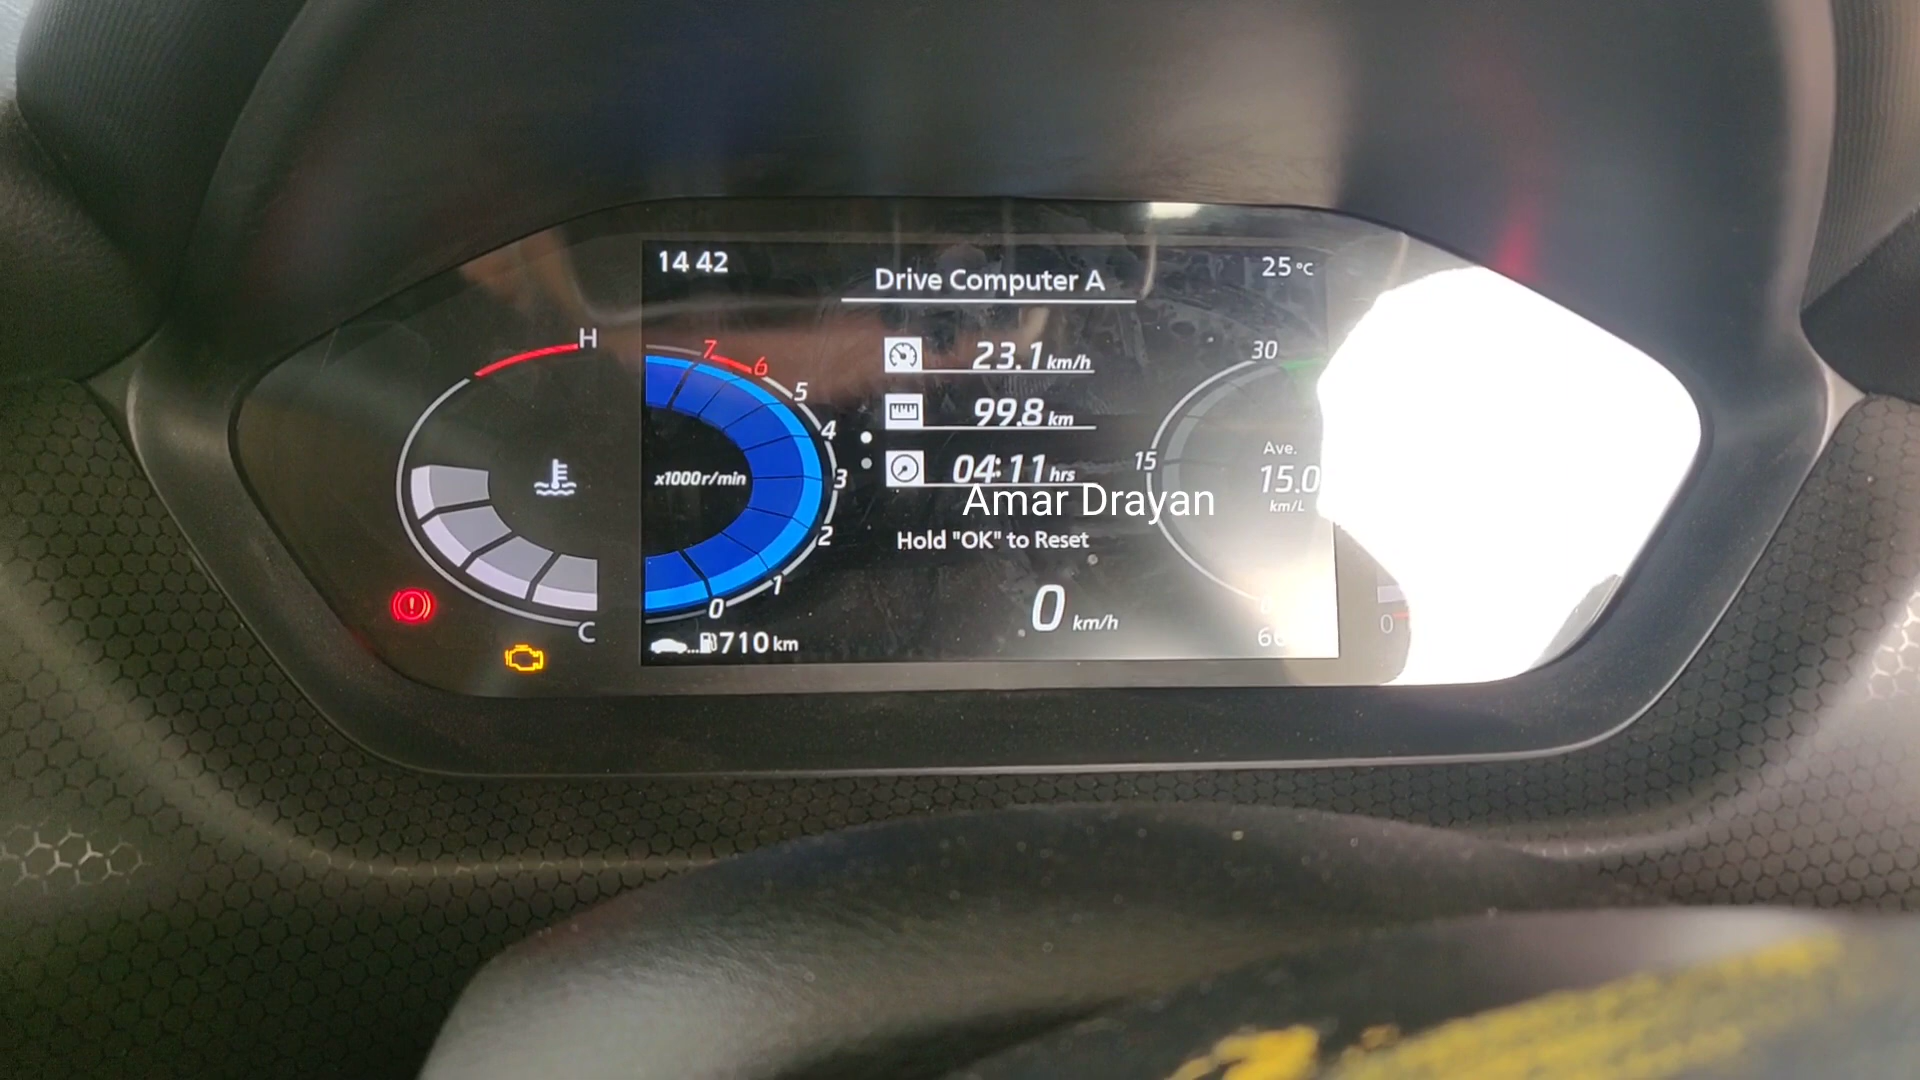 14 42
Drive Computer A
25 °C
H
7
6
5
4
3
2
1
0
x1000r/min
C
23.1 km/h
99.8 km
04:11 hrs
Amar Drayan
Hold "OK" to Reset
0 km/h
...710 km
30
15
Ave.
15.0
km/L
0